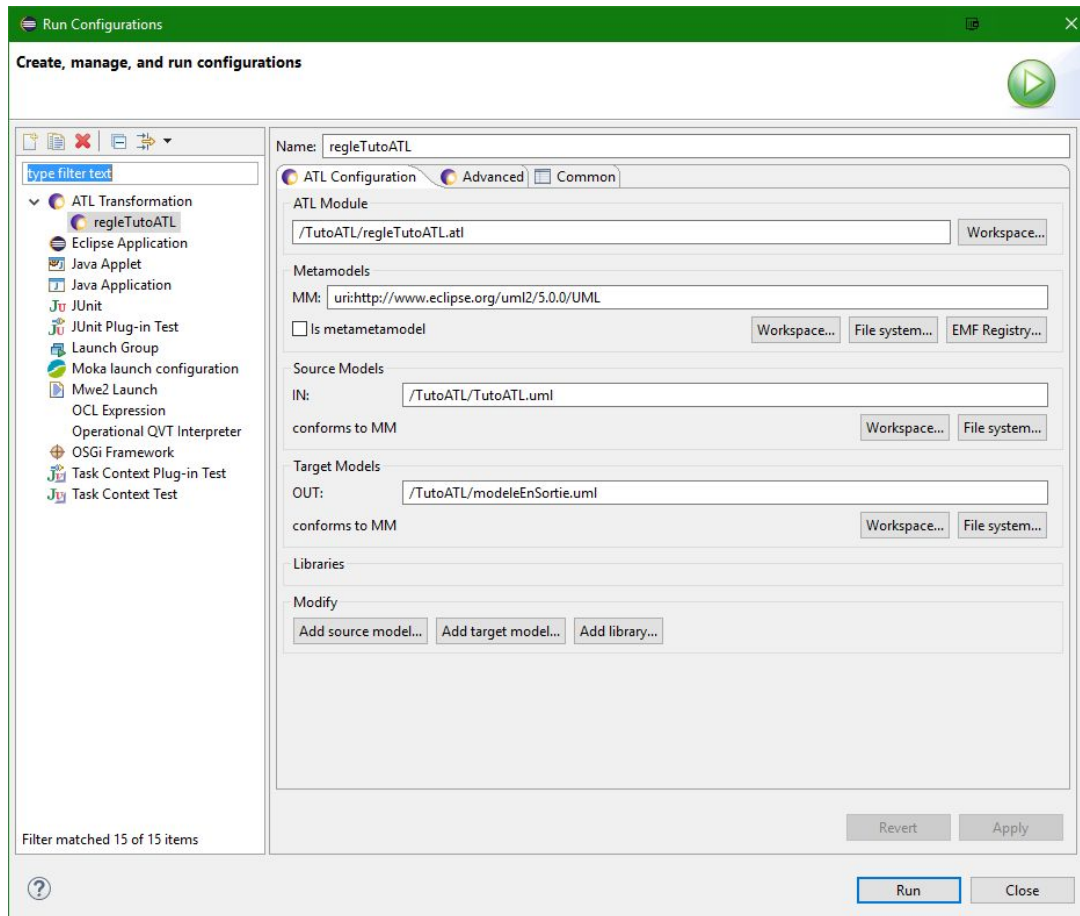 Run Configurations
Create, manage, and run configurations
type filter text
ATL Transformation
regleTutoATL
Eclipse Application
Java Applet
Java Application
JUnit
JUnit Plug-in Test
Launch Group
Moka launch configuration
Mwe2 Launch
OCL Expression
Operational QVT Interpreter
OSGi Framework
Task Context Plug-in Test
Task Context Test
Filter matched 15 of 15 items
Name: regleTutoATL
ATL Configuration Advanced Common
ATL Module
/TutoATL/regleTutoATL.atl Workspace...
Metamodels
MM: uri:http://www.eclipse.org/uml2/5.0.0/UML
Is metametamodel Workspace... File system... EMF Registry...
Source Models
IN: /TutoATL/TutoATL.uml
conforms to MM Workspace... File system...
Target Models
OUT: /TutoATL/modeleEnSortie.uml
conforms to MM Workspace... File system...
Libraries
Modify
Add source model... Add target model... Add library...
Revert Apply
Run Close